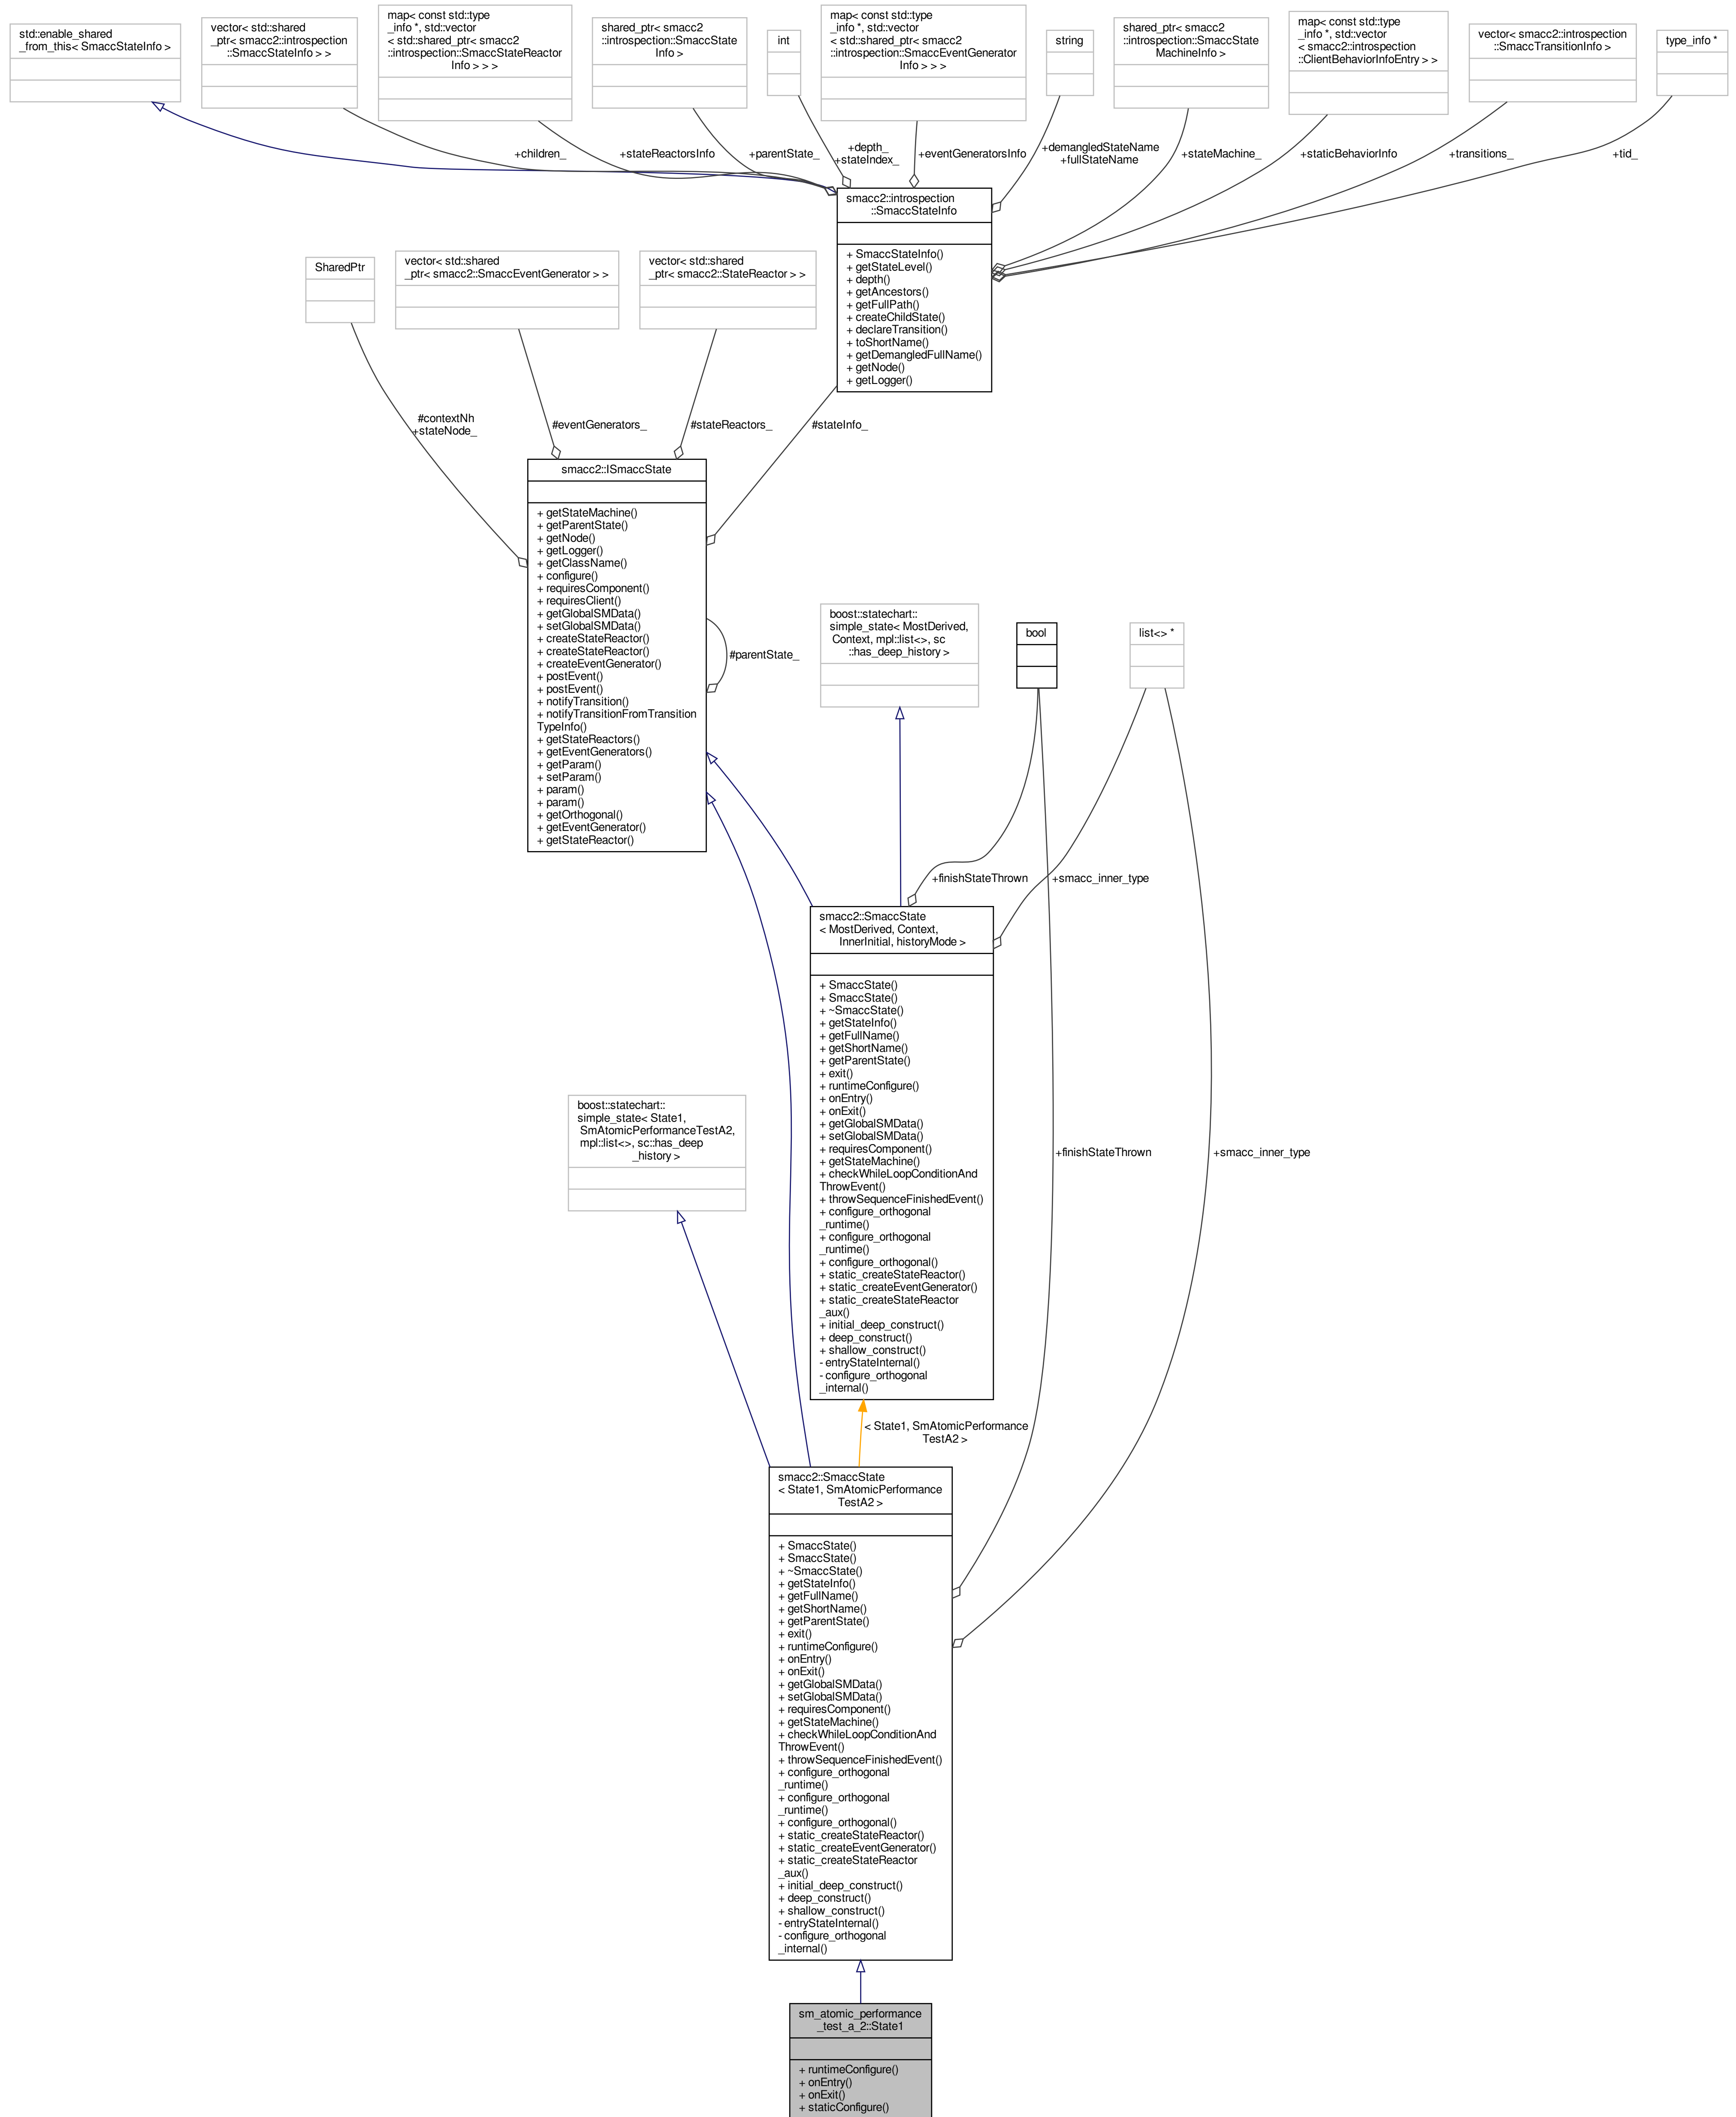 std::enable_shared
_from_this< SmaccStateInfo >
vector< std::shared
_ptr< smacc2::introspection
::SmaccStateInfo > >
map< const std::type
_info *, std::vector
< std::shared_ptr< smacc2
::introspection::SmaccStateReactor
Info > > >
shared_ptr< smacc2
::introspection::SmaccState
Info >
int
map< const std::type
_info *, std::vector
< std::shared_ptr< smacc2
::introspection::SmaccEventGenerator
Info > > >
string
shared_ptr< smacc2
::introspection::SmaccState
MachineInfo >
map< const std::type
_info *, std::vector
< smacc2::introspection
::ClientBehaviorInfoEntry > >
vector< smacc2::introspection
::SmaccTransitionInfo >
type_info *
+children_
+stateReactorsInfo
+parentState_
+depth_
+stateIndex_
+eventGeneratorsInfo
+demangledStateName
+fullStateName
+stateMachine_
+staticBehaviorInfo
+transitions_
+tid_
smacc2::introspection
::SmaccStateInfo
+ SmaccStateInfo()
+ getStateLevel()
+ depth()
+ getAncestors()
+ getFullPath()
+ createChildState()
+ declareTransition()
+ toShortName()
+ getDemangledFullName()
+ getNode()
+ getLogger()
SharedPtr
vector< std::shared
_ptr< smacc2::SmaccEventGenerator > >
vector< std::shared
_ptr< smacc2::StateReactor > >
#contextNh
+stateNode_
#eventGenerators_
#stateReactors_
#stateInfo_
smacc2::ISmaccState
+ getStateMachine()
+ getParentState()
+ getNode()
+ getLogger()
+ getClassName()
+ configure()
+ requiresComponent()
+ requiresClient()
+ getGlobalSMData()
+ setGlobalSMData()
+ createStateReactor()
+ createStateReactor()
+ createEventGenerator()
+ postEvent()
+ postEvent()
+ notifyTransition()
+ notifyTransitionFromTransition
TypeInfo()
+ getStateReactors()
+ getEventGenerators()
+ getParam()
+ setParam()
+ param()
+ param()
+ getOrthogonal()
+ getEventGenerator()
+ getStateReactor()
#parentState_
boost::statechart::
simple_state< MostDerived,
Context, mpl::list<>, sc
::has_deep_history >
bool
list<> *
+finishStateThrown
+smacc_inner_type
smacc2::SmaccState
< MostDerived, Context,
InnerInitial, historyMode >
+ SmaccState()
+ SmaccState()
+ ~SmaccState()
+ getStateInfo()
+ getFullName()
+ getShortName()
+ getParentState()
+ exit()
+ runtimeConfigure()
+ onEntry()
+ onExit()
+ getGlobalSMData()
+ setGlobalSMData()
+ requiresComponent()
+ getStateMachine()
+ checkWhileLoopConditionAnd
ThrowEvent()
+ throwSequenceFinishedEvent()
+ configure_orthogonal
_runtime()
+ configure_orthogonal
_runtime()
+ configure_orthogonal()
+ static_createStateReactor()
+ static_createEventGenerator()
+ static_createStateReactor
_aux()
+ initial_deep_construct()
+ deep_construct()
+ shallow_construct()
- entryStateInternal()
- configure_orthogonal
_internal()
boost::statechart::
simple_state< State1,
SmAtomicPerformanceTestA2,
mpl::list<>, sc::has_deep
_history >
+finishStateThrown
+smacc_inner_type
< State1, SmAtomicPerformance
TestA2 >
smacc2::SmaccState
< State1, SmAtomicPerformance
TestA2 >
+ SmaccState()
+ SmaccState()
+ ~SmaccState()
+ getStateInfo()
+ getFullName()
+ getShortName()
+ getParentState()
+ exit()
+ runtimeConfigure()
+ onEntry()
+ onExit()
+ getGlobalSMData()
+ setGlobalSMData()
+ requiresComponent()
+ getStateMachine()
+ checkWhileLoopConditionAnd
ThrowEvent()
+ throwSequenceFinishedEvent()
+ configure_orthogonal
_runtime()
+ configure_orthogonal
_runtime()
+ configure_orthogonal()
+ static_createStateReactor()
+ static_createEventGenerator()
+ static_createStateReactor
_aux()
+ initial_deep_construct()
+ deep_construct()
+ shallow_construct()
- entryStateInternal()
- configure_orthogonal
_internal()
sm_atomic_performance
_test_a_2::State1
+ runtimeConfigure()
+ onEntry()
+ onExit()
+ staticConfigure()